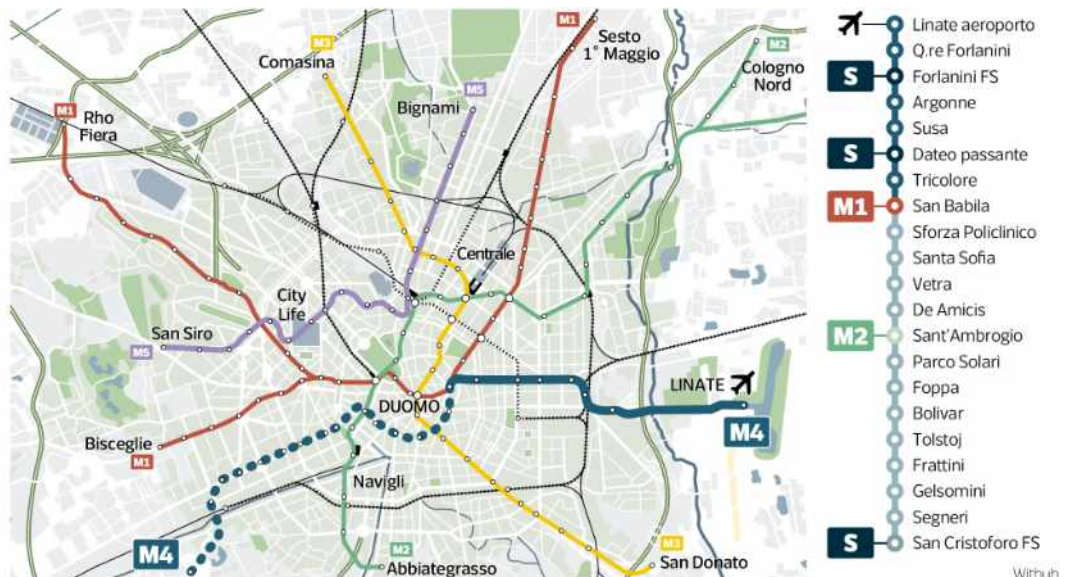 M1
Sesto
1° Maggio
M3
Comasina
M2
Cologno
Nord
M5
Bignami
M1
Rho
Fiera
Centrale
City
Life
San Siro
M5
LINATE
DUOMO
M4
Bisceglie
M1
Navigli
M4
M2
Abbiategrasso
M3
San Donato
Linate aeroporto
Q.re Forlanini
S Forlanini FS
Argonne
Susa
S Dateo passante
Tricolore
M1 San Babila
Sforza Policlinico
Santa Sofia
Vetra
De Amicis
M2 Sant'Ambrogio
Parco Solari
Foppa
Bolivar
Tolstoj
Frattini
Gelsomini
Segneri
S San Cristoforo FS
Withub